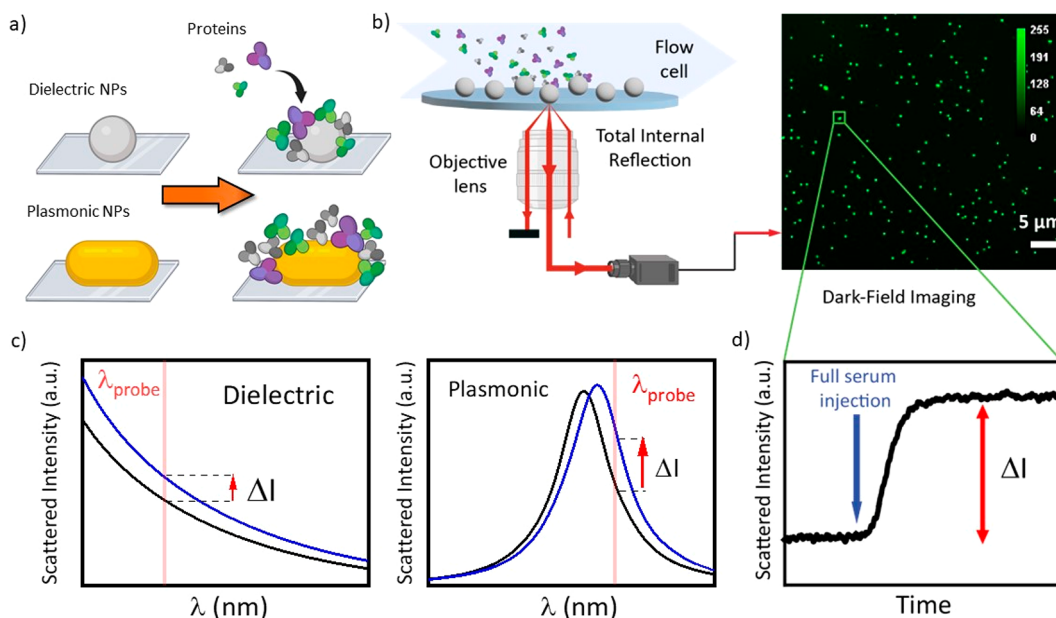 a)
Proteins
Dielectric NPs
Plasmonic NPs
b)
Flow
cell
Objective
lens
Total Internal
Reflection
255
191
128
64
0
5 μm
Dark-Field Imaging
c)
Scattered Intensity (a.u.)
λprobe
Dielectric
ΔI
λ (nm)
Scattered Intensity (a.u.)
Plasmonic
λprobe
ΔI
λ (nm)
d)
Scattered Intensity (a.u.)
Full serum
injection
ΔI
Time